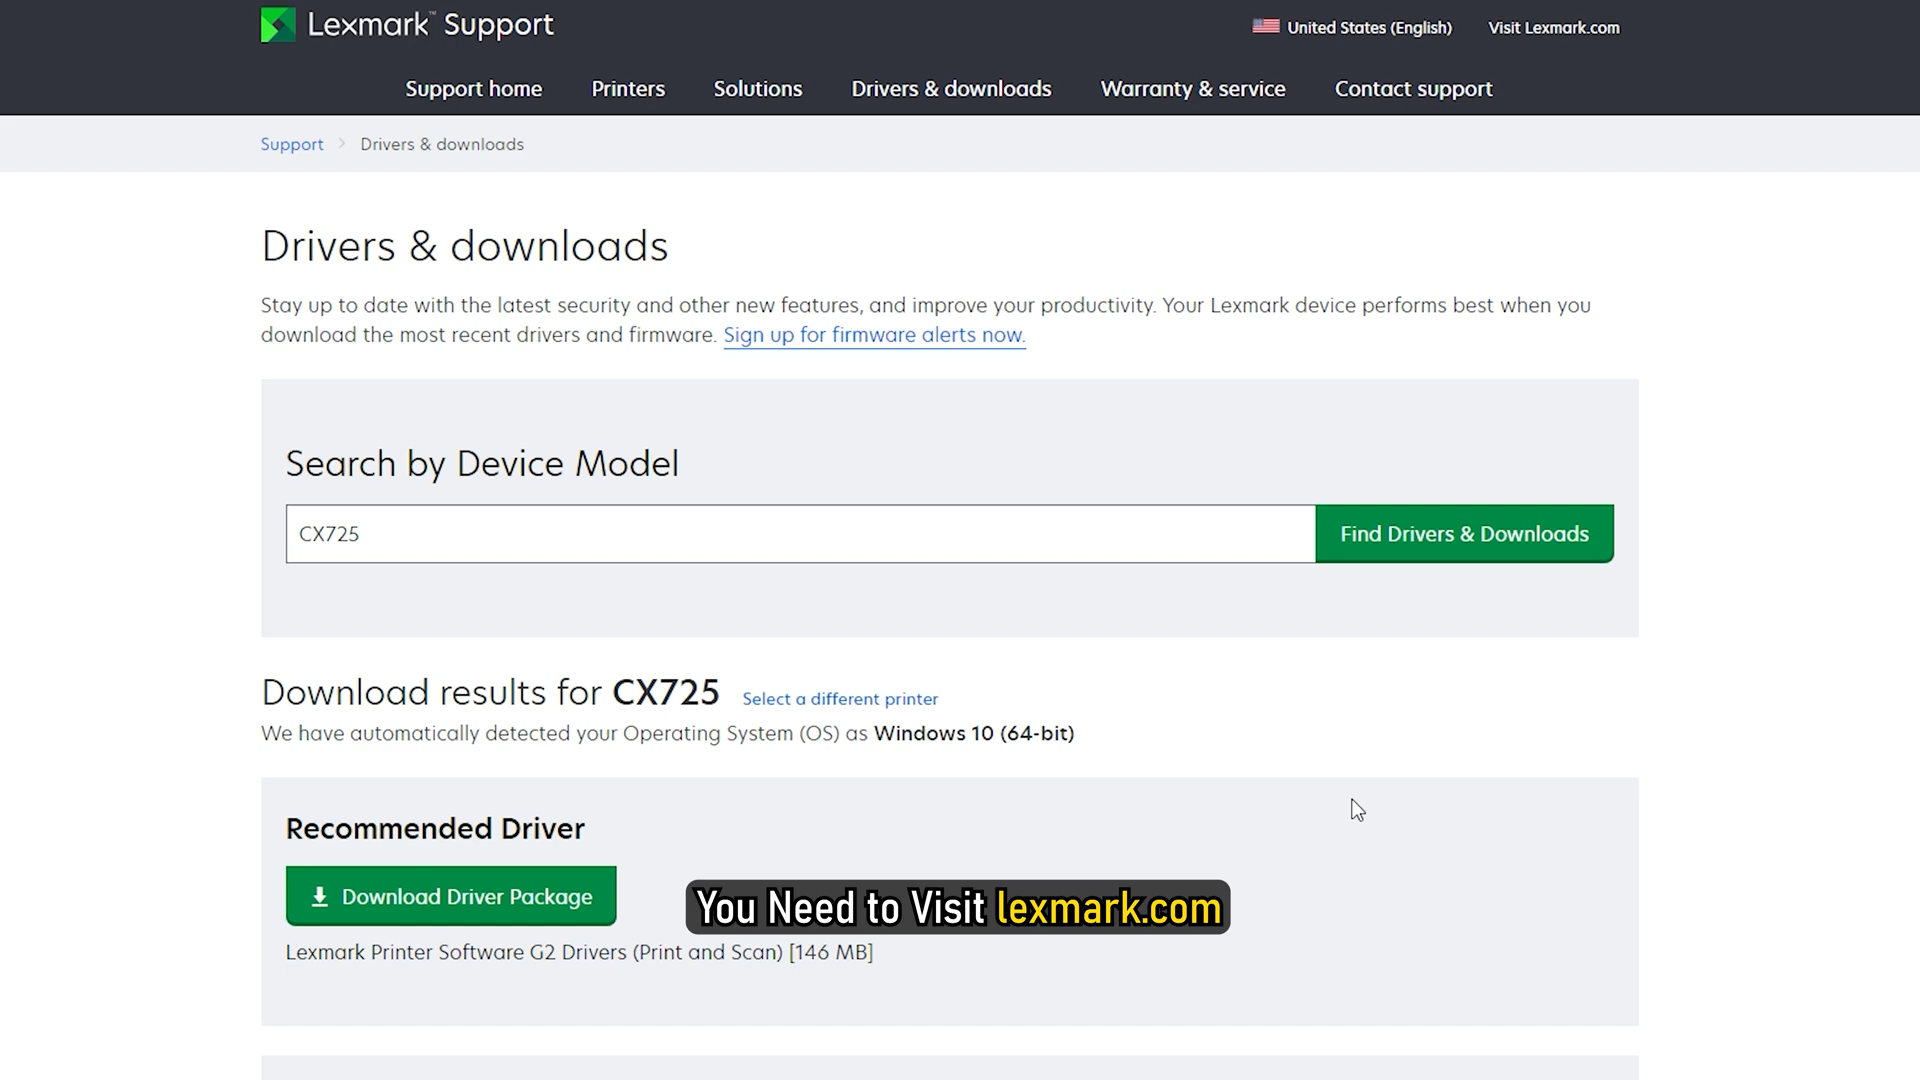 Lexmark™ Support
United States (English)
Visit Lexmark.com
Support home
Printers
Solutions
Drivers & downloads
Warranty & service
Contact support
Support
Drivers & downloads
Drivers & downloads
Stay up to date with the latest security and other new features, and improve your productivity. Your Lexmark device performs best when you
download the most recent drivers and firmware. Sign up for firmware alerts now.
Search by Device Model
CX725
Find Drivers & Downloads
Download results for CX725
Select a different printer
We have automatically detected your Operating System (OS) as Windows 10 (64-bit)
Recommended Driver
Download Driver Package
You Need to Visit lexmark.com
Lexmark Printer Software G2 Drivers (Print and Scan) [146 MB]